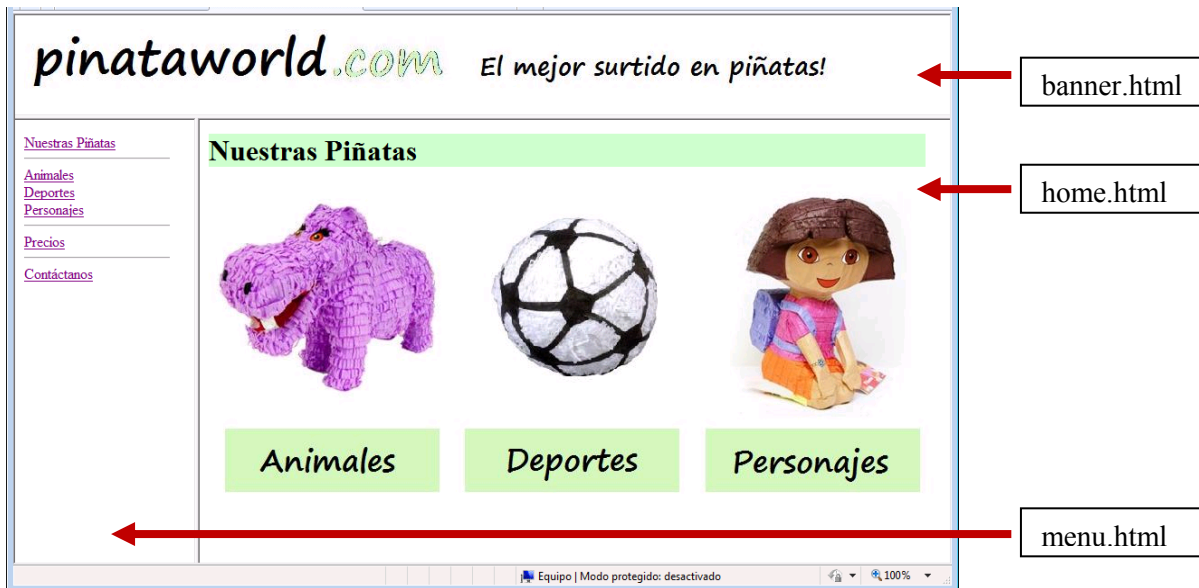 pinataworld.com El mejor surtido en piñatas!
banner.html
Nuestras Piñatas
Animales
Deportes
Personajes
Precios
Contáctanos
Nuestras Piñatas
home.html
Animales Deportes Personajes
menu.html
Equipo | Modo protegido: desactivado 100%